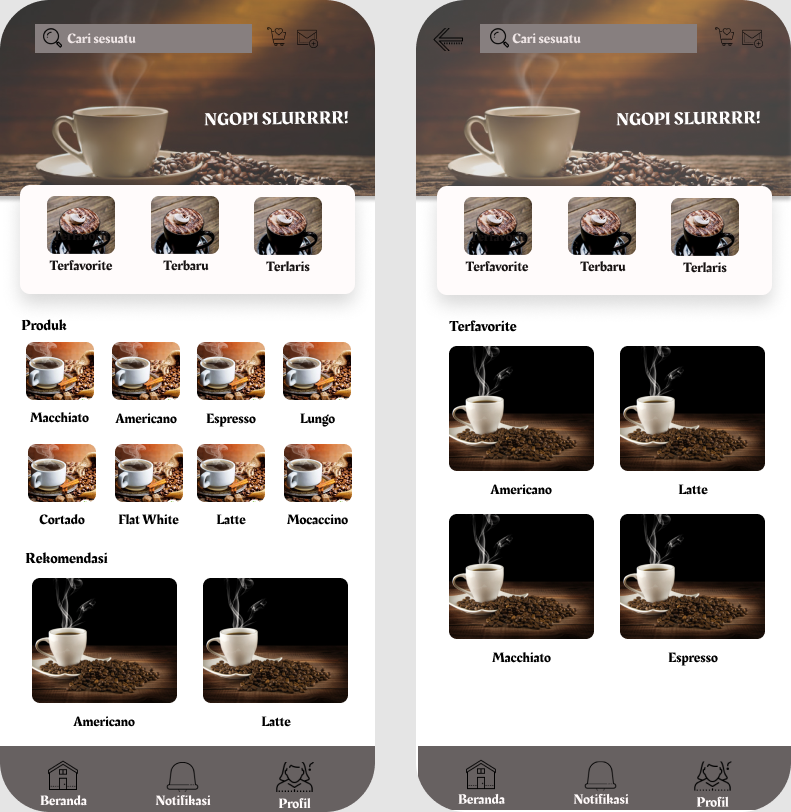 Cari sesuatu
NGOPI SLURRRR!
Terfavorite Terbaru Terlaris
Produk
Macchiato Americano Espresso Lungo
Cortado Flat White Latte Mocaccino
Rekomendasi
Americano Latte
Beranda Notifikasi Profil
Cari sesuatu
NGOPI SLURRRR!
Terfavorite Terbaru Terlaris
Terfavorite
Americano Latte
Macchiato Espresso
Beranda Notifikasi Profil